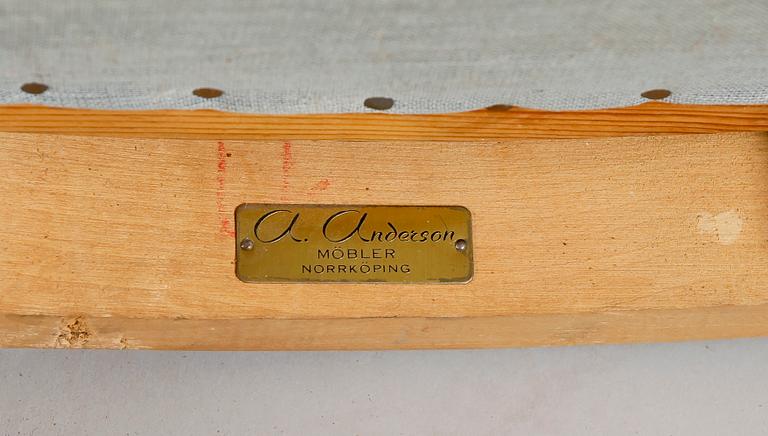 A. Anderson
MÖBLER
NORRKÖPING